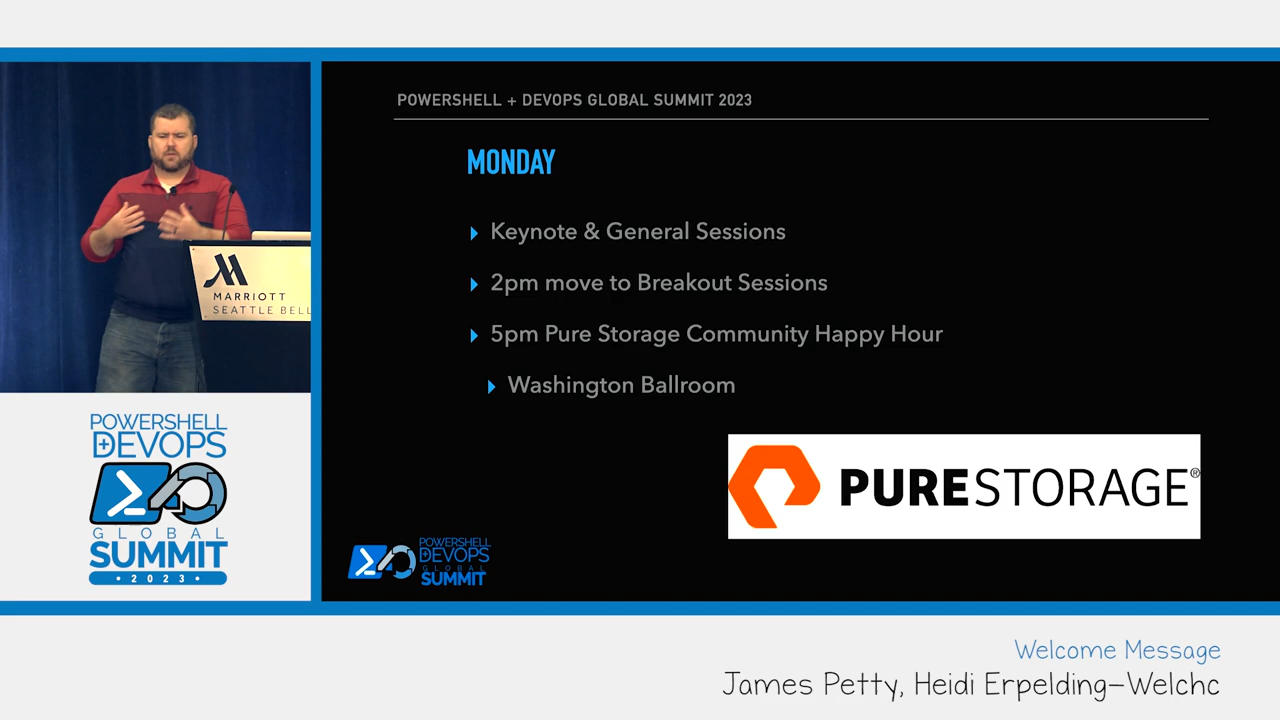 POWERSHELL + DEVOPS GLOBAL SUMMIT 2023
MONDAY
Keynote & General Sessions
2pm move to Breakout Sessions
5pm Pure Storage Community Happy Hour
Washington Ballroom
PURESTORAGE®
POWERSHELL
+DEVOPS
GLOBAL
SUMMIT
MARRIOTT
SEATTLE BELL
POWERSHELL
+DEVOPS
GLOBAL
SUMMIT
• 2023 •
Welcome Message
James Petty, Heidi Erpelding-Welchc